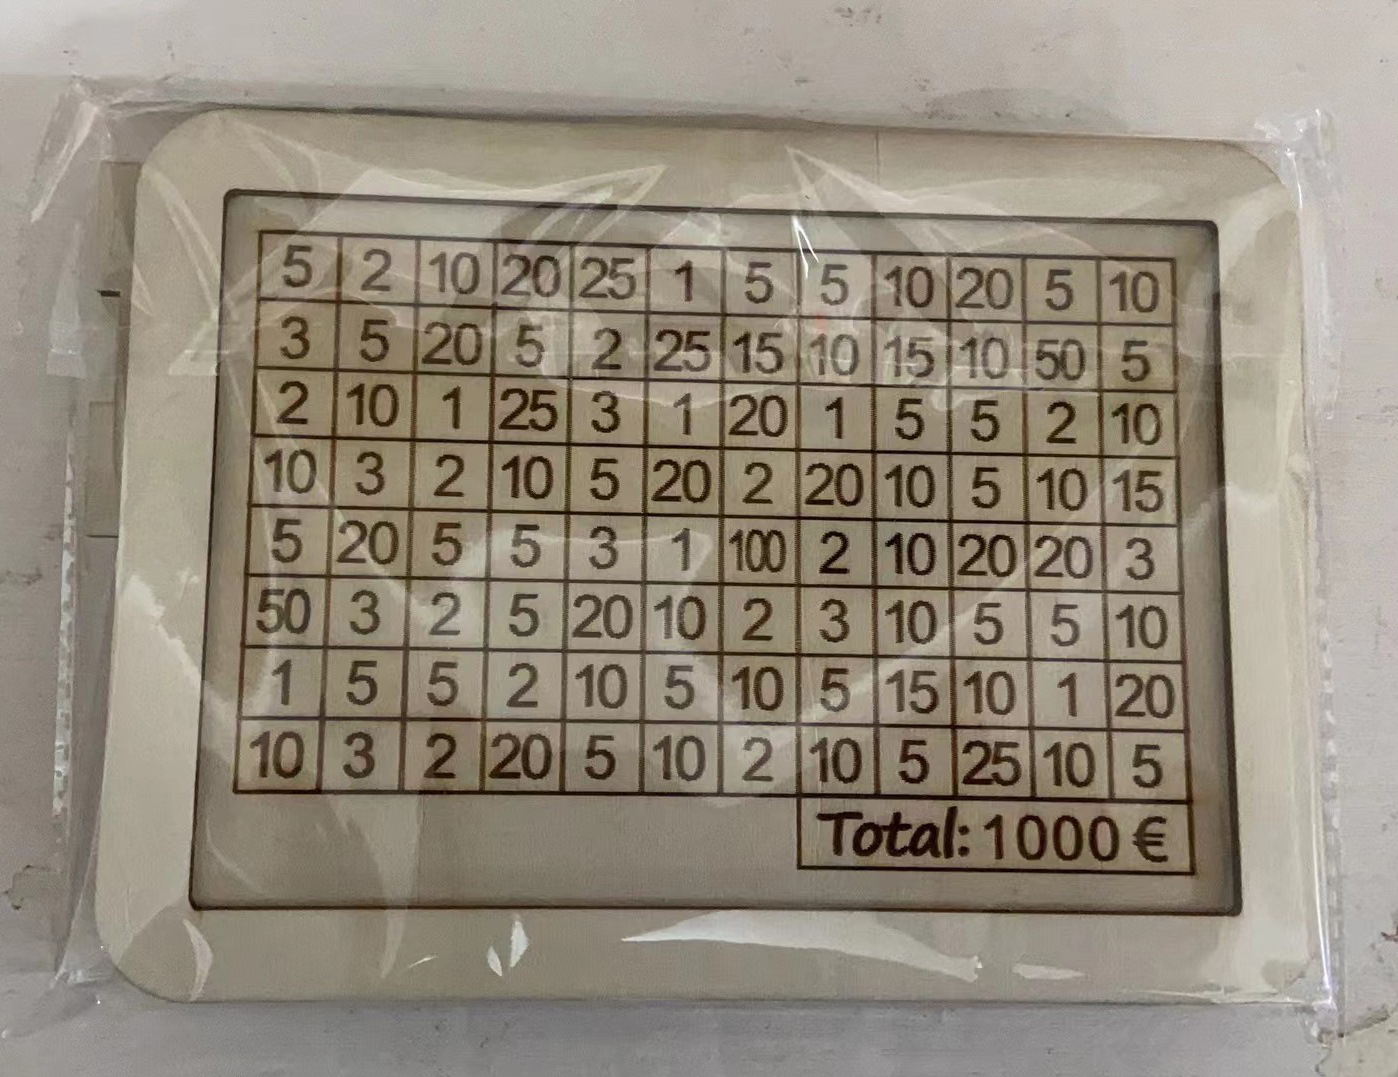 5 2 10 20 25 1 5 5 10 20 5 10
3 5 20 5 2 25 15 10 15 10 50 5
2 10 1 25 3 1 20 1 5 5 2 10
10 3 2 10 5 20 2 20 10 5 10 15
5 20 5 5 3 1 100 2 10 20 20 3
50 3 2 5 20 10 2 3 10 5 5 10
1 5 5 2 10 5 10 5 15 10 1 20
10 3 2 20 5 10 2 10 5 25 10 5
Total: 1000 €